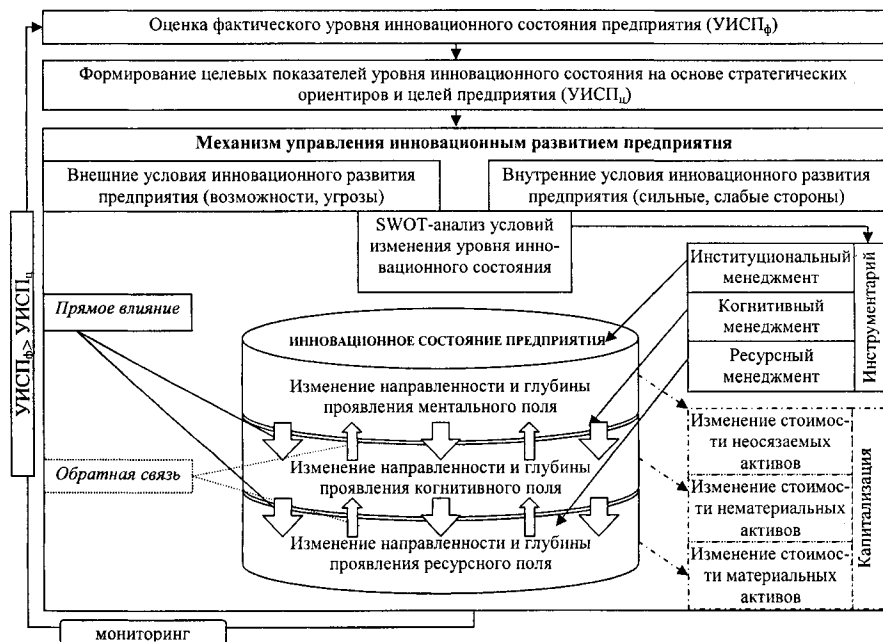 Оценка фактического уровня инновационного состояния предприятия (УИСПф)
Формирование целевых показателей уровня инновационного состояния на основе стратегических
ориентиров и целей предприятия (УИСПц)
Механизм управления инновационным развитием предприятия
Внешние условия инновационного развития
предприятия (возможности, угрозы)
Внутренние условия инновационного развития
предприятия (сильные, слабые стороны)
SWOT-анализ условий
изменения уровня инно-
вационного состояния
Институциональный
менеджмент
Когнитивный
менеджмент
Ресурсный
менеджмент
Инструментарий
УИСПф> УИСПц
Прямое влияние
ИННОВАЦИОННОЕ СОСТОЯНИЕ ПРЕДПРИЯТИЯ
Изменение направленности и глубины
проявления ментального поля
Обратная связь
Изменение направленности и глубины
проявления когнитивного поля
Изменение направленности и глубины
проявления ресурсного поля
Изменение стоимос-
ти неосязаемых
активов
Изменение стоимос-
ти нематериальных
активов
Изменение стоимос-
ти материальных
активов
Капитализация
мониторинг